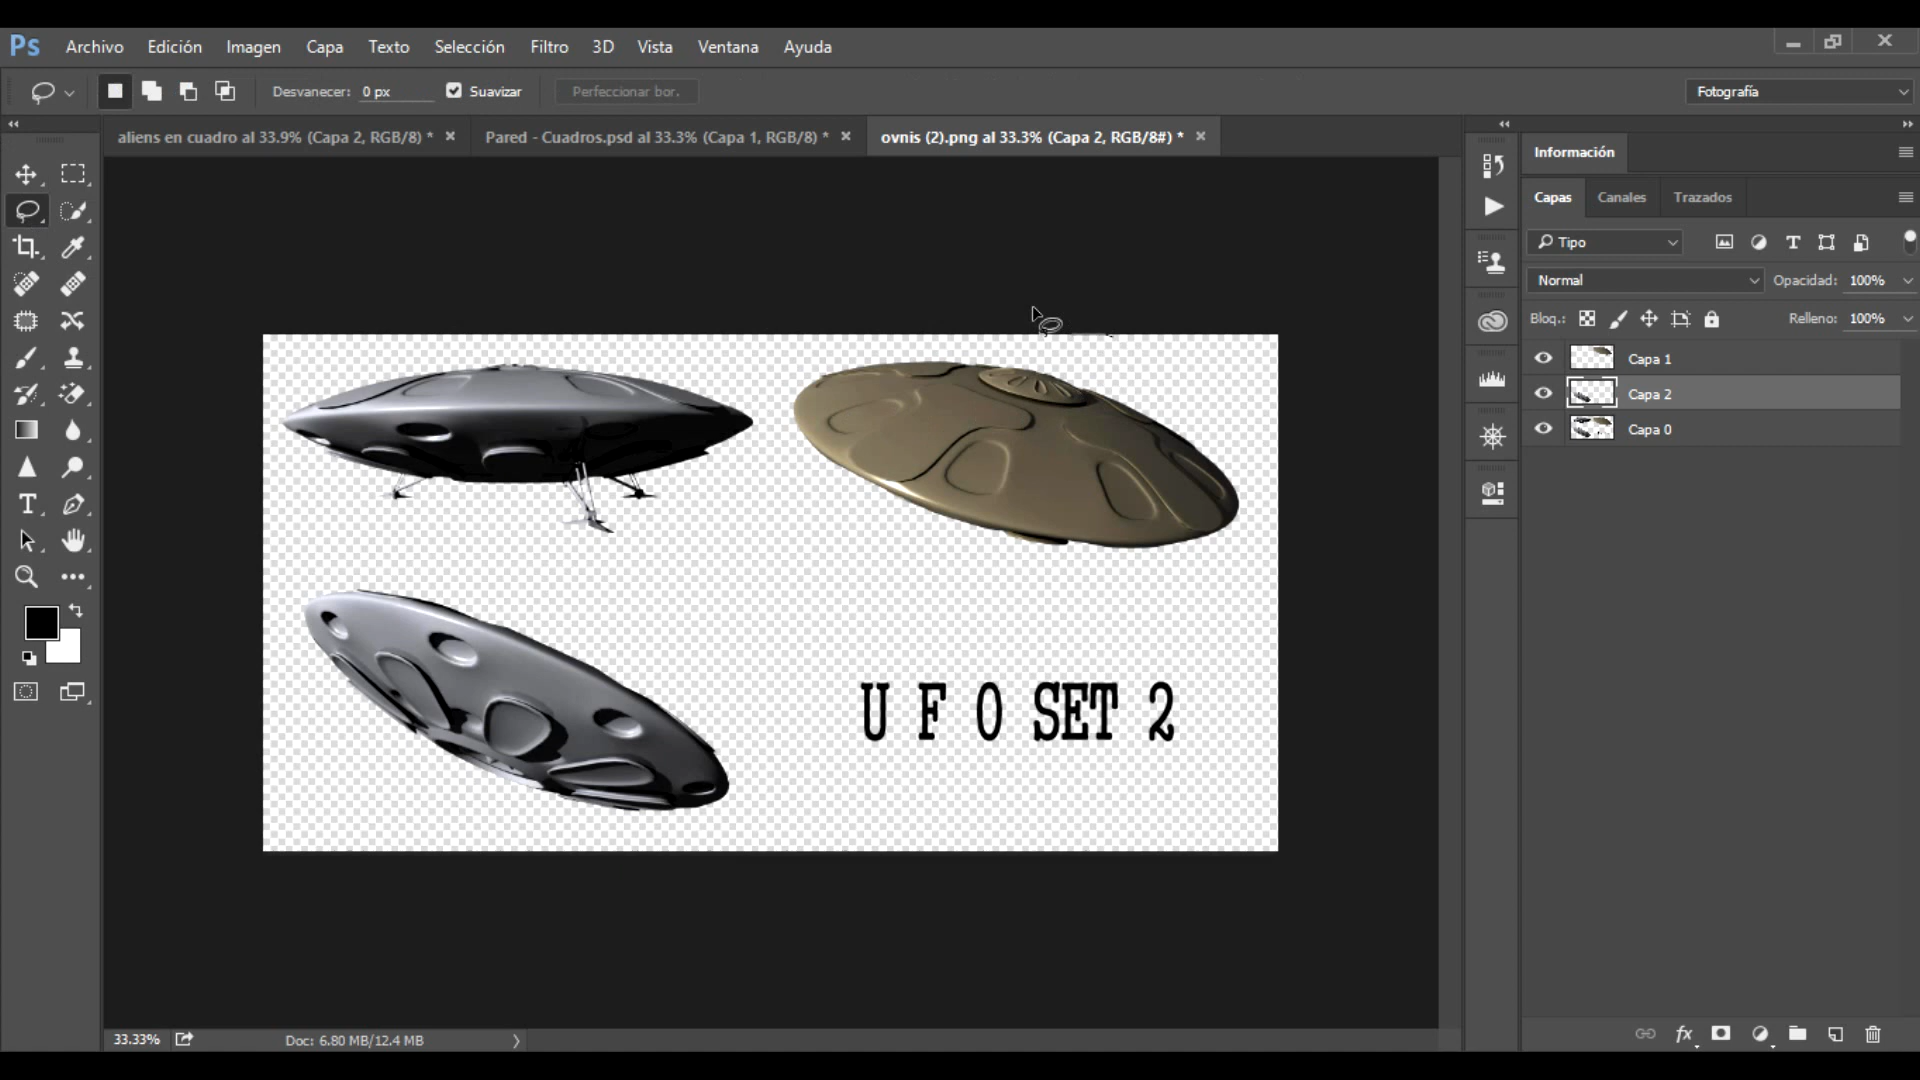 Ps Archivo Edición Imagen Capa Texto Selección Filtro 3D Vista Ventana Ayuda
Desvanecer: 0 px Suavizar Perfeccionar bor. Fotografía
aliens en cuadro al 33.9% (Capa 2, RGB/8) * Pared - Cuadros.psd al 33.3% (Capa 1, RGB/8) * ovnis (2).png al 33.3% (Capa 2, RGB/8#) *
Información
Capas Canales Trazados
Tipo
Normal Opacidad: 100%
Bloq.: Relleno: 100%
Capa 1
Capa 2
Capa 0
U F O SET 2
33.33% Doc: 6.80 MB/12.4 MB
fx